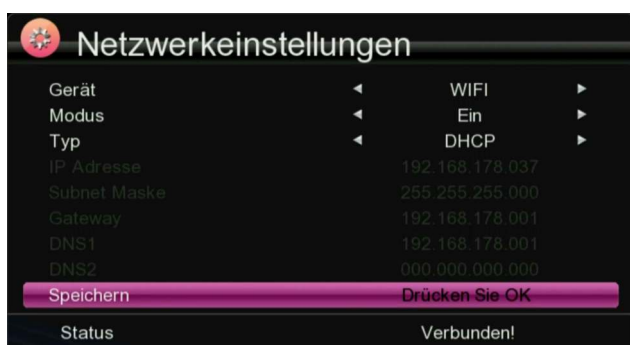 Netzwerkeinstellungen
Gerät ◄ WIFI ►
Modus ◄ Ein ►
Typ ◄ DHCP ►
IP Adresse 192.168.178.037
Subnet Maske 255.255.255.000
Gateway 192.168.178.001
DNS1 192.168.178.001
DNS2 000.000.000.000
Speichern Drücken Sie OK
Status Verbunden!